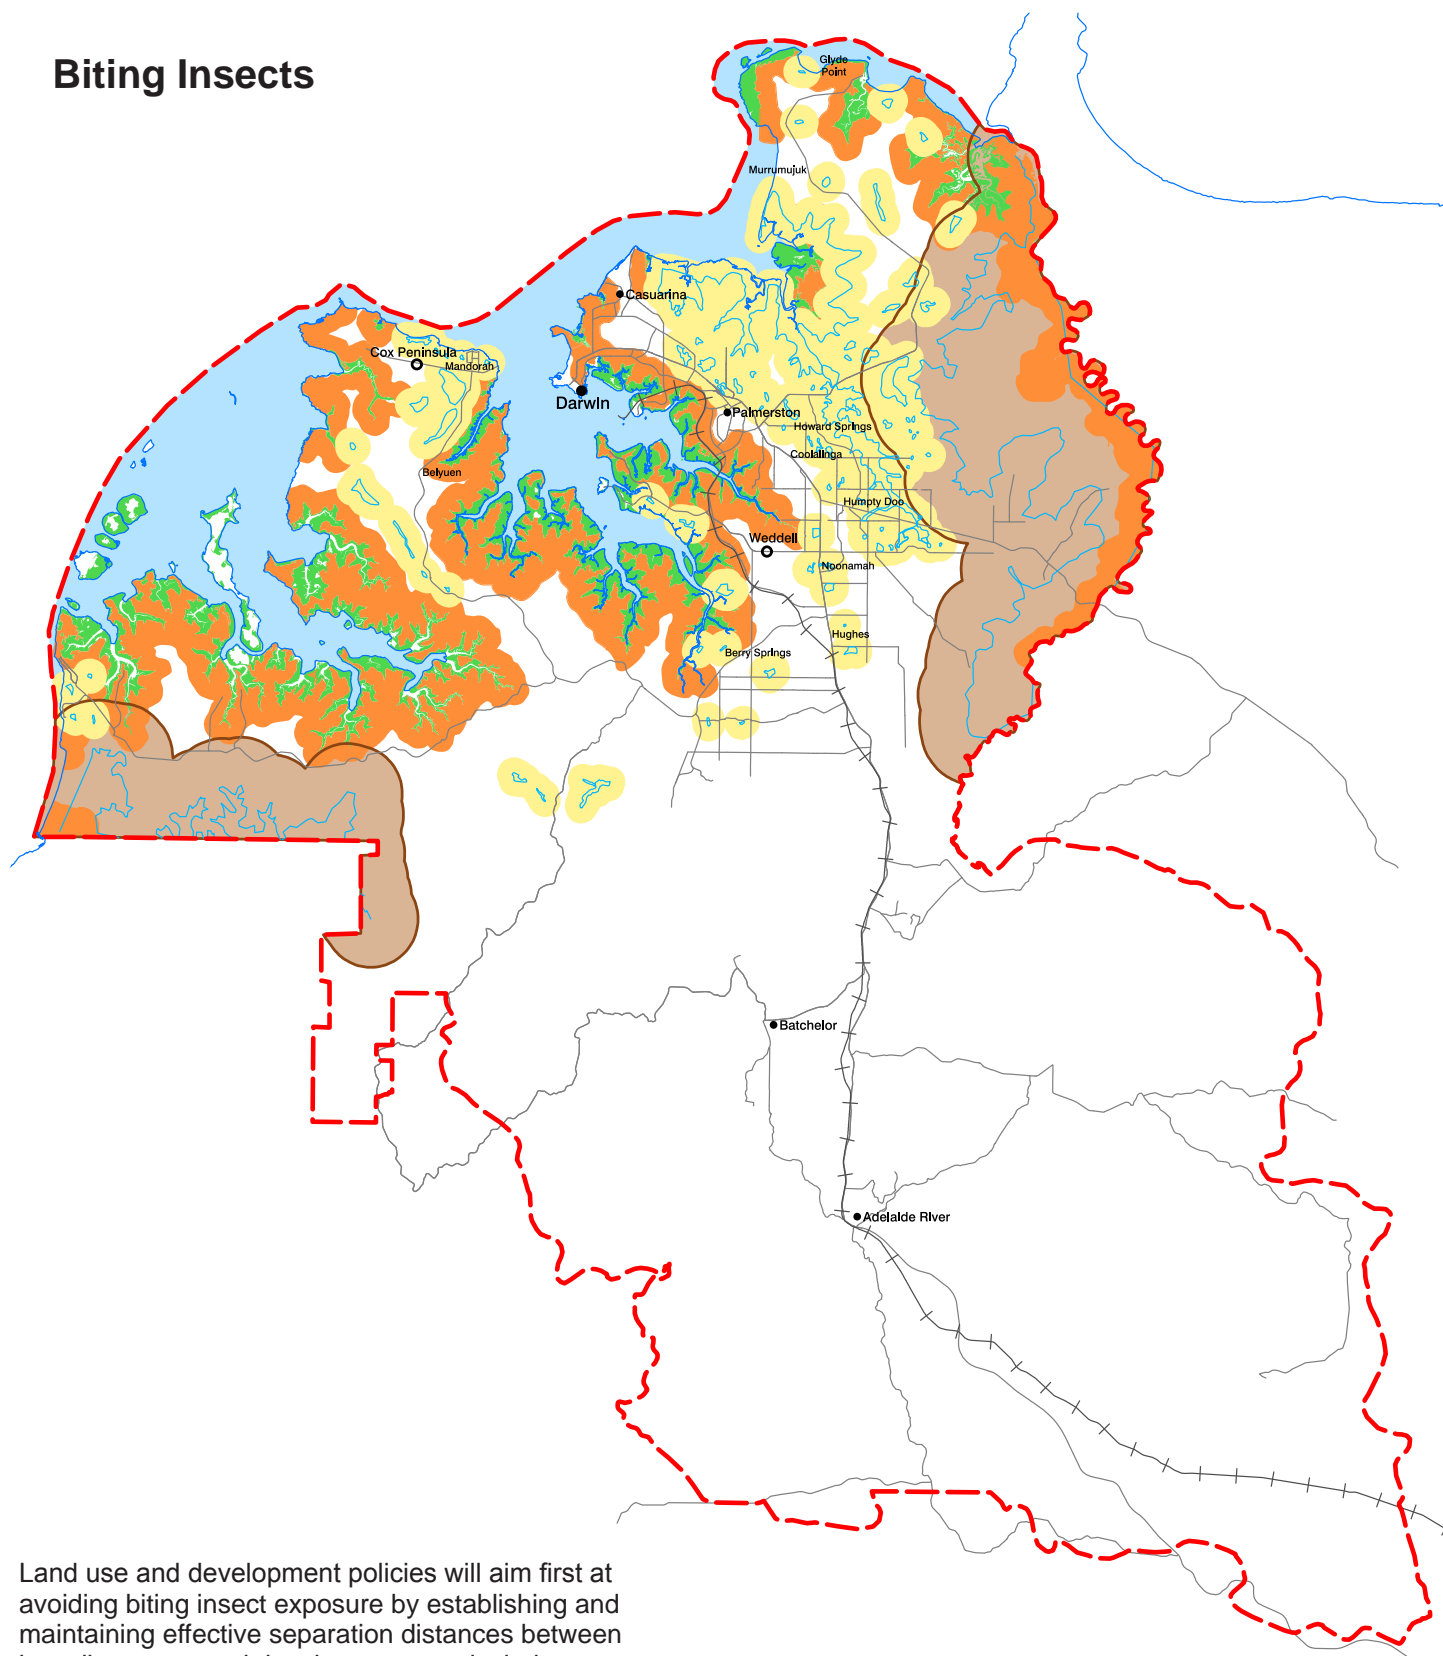 Biting Insects
Glyde
Point
Murrumujuk
Casuarina
Cox Peninsula
Mandorah
Darwin
Palmerston
Howard Springs
Coolalinga
Belyuen
Humpty Doo
Weddell
Noonamah
Hughes
Berry Springs
Batchelor
Adelaide River
Land use and development policies will aim first at
avoiding biting insect exposure by establishing and
maintaining effective separation distances between